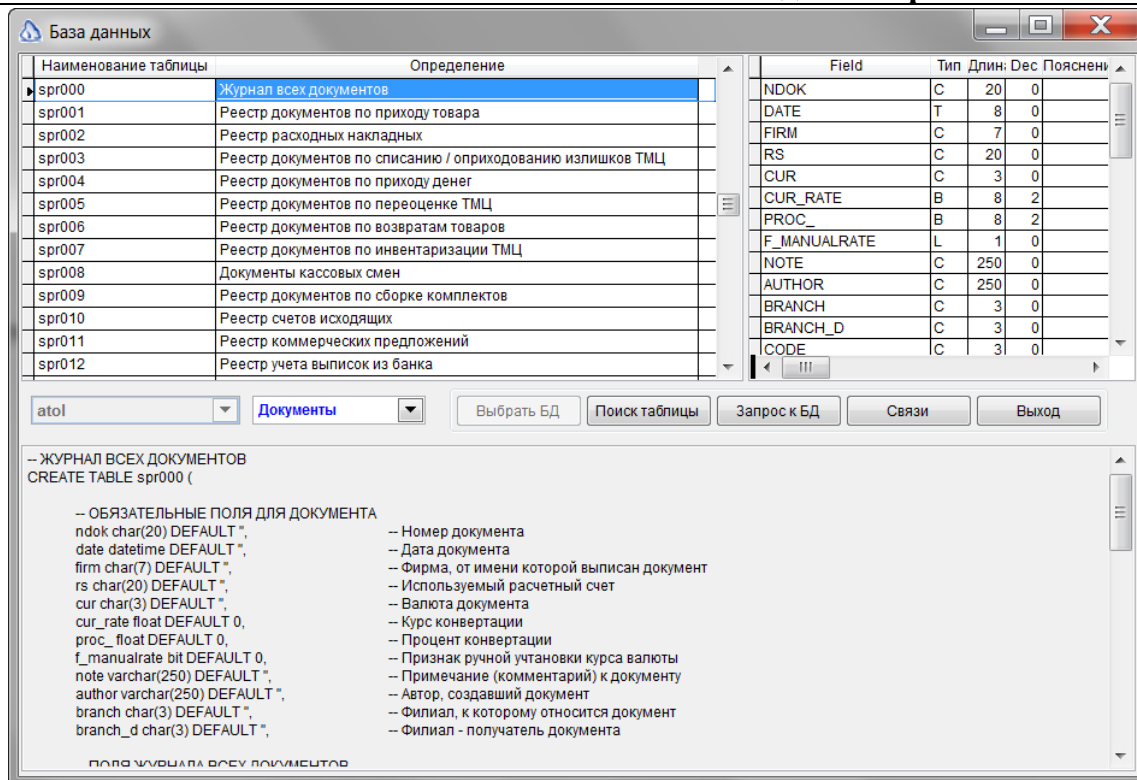 База данных
Наименование таблицы Определение
spr000 Журнал всех документов
spr001 Реестр документов по приходу товара
spr002 Реестр расходных накладных
spr003 Реестр документов по списанию / оприходованию излишков ТМЦ
spr004 Реестр документов по приходу денег
spr005 Реестр документов по переоценке ТМЦ
spr006 Реестр документов по возвратам товаров
spr007 Реестр документов по инвентаризации ТМЦ
spr008 Документы кассовых смен
spr009 Реестр документов по сборке комплектов
spr010 Реестр счетов исходящих
spr011 Реестр коммерческих предложений
spr012 Реестр учета выписок из банка
Field Тип Длин Dec Пояснени
NDOK C 20 0
DATE T 8 0
FIRM C 7 0
RS C 20 0
CUR C 3 0
CUR_RATE B 8 2
PROC_ B 8 2
F_MANUALRATE L 1 0
NOTE C 250 0
AUTHOR C 250 0
BRANCH C 3 0
BRANCH_D C 3 0
CODE C 3 0
atol Документы Выбрать БД Поиск таблицы Запрос к БД Связи Выход
-- ЖУРНАЛ ВСЕХ ДОКУМЕНТОВ
CREATE TABLE spr000 (
-- ОБЯЗАТЕЛЬНЫЕ ПОЛЯ ДЛЯ ДОКУМЕНТА
ndok char(20) DEFAULT '', -- Номер документа
date datetime DEFAULT '', -- Дата документа
firm char(7) DEFAULT '', -- Фирма, от имени которой выписан документ
rs char(20) DEFAULT '', -- Используемый расчетный счет
cur char(3) DEFAULT '', -- Валюта документа
cur_rate float DEFAULT 0, -- Курс конвертации
proc_ float DEFAULT 0, -- Процент конвертации
f_manualrate bit DEFAULT 0, -- Признак ручной учтановки курса валюты
note varchar(250) DEFAULT '', -- Примечание (комментарий) к документу
author varchar(250) DEFAULT '', -- Автор, создавший документ
branch char(3) DEFAULT '', -- Филиал, к которому относится документ
branch_d char(3) DEFAULT '', -- Филиал - получатель документа
ПОЛЯ ЖУРНАЛА ВСЕХ ДОКУМЕНТОВ